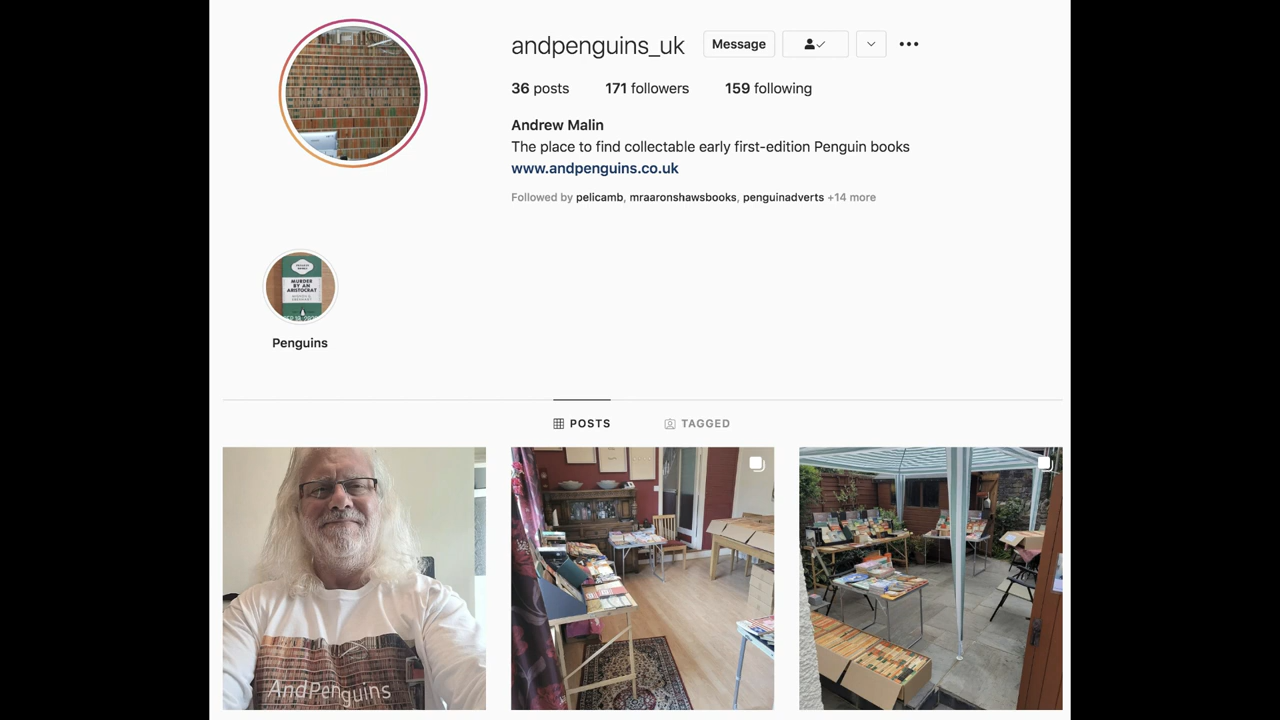 andpenguins_uk
Message
36 posts 171 followers 159 following
Andrew Malin
The place to find collectable early first-edition Penguin books
www.andpenguins.co.uk
Followed by pelicamb, mraaronshawsbooks, penguinadverts +14 more
MURDER
BY AN
ARISTOCRAT
Penguins
POSTS TAGGED
AndPenguins